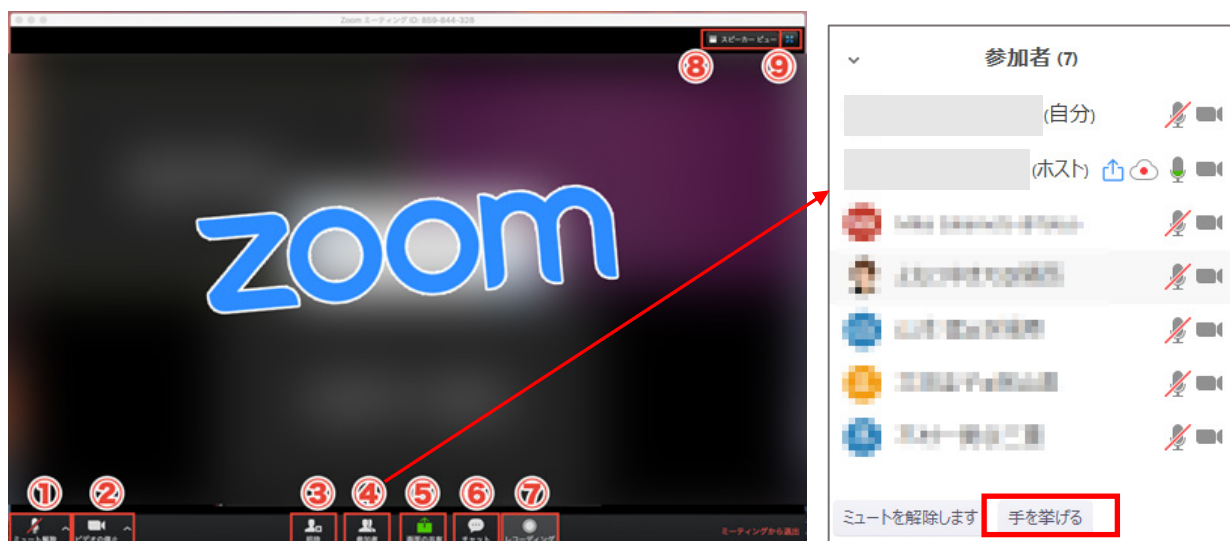 Zoom ミーティング ID: 859-844-326
スピーカー ビュー
⑧
⑨
zoom
①
②
③
④
⑤
⑥
⑦
ミュート解除
ビデオの停止
招待
参加者
画面の共有
チャット
レコーディング
ミーティングから退出
参加者 (7)
(自分)
(ホスト)
ミュートを解除します
手を挙げる